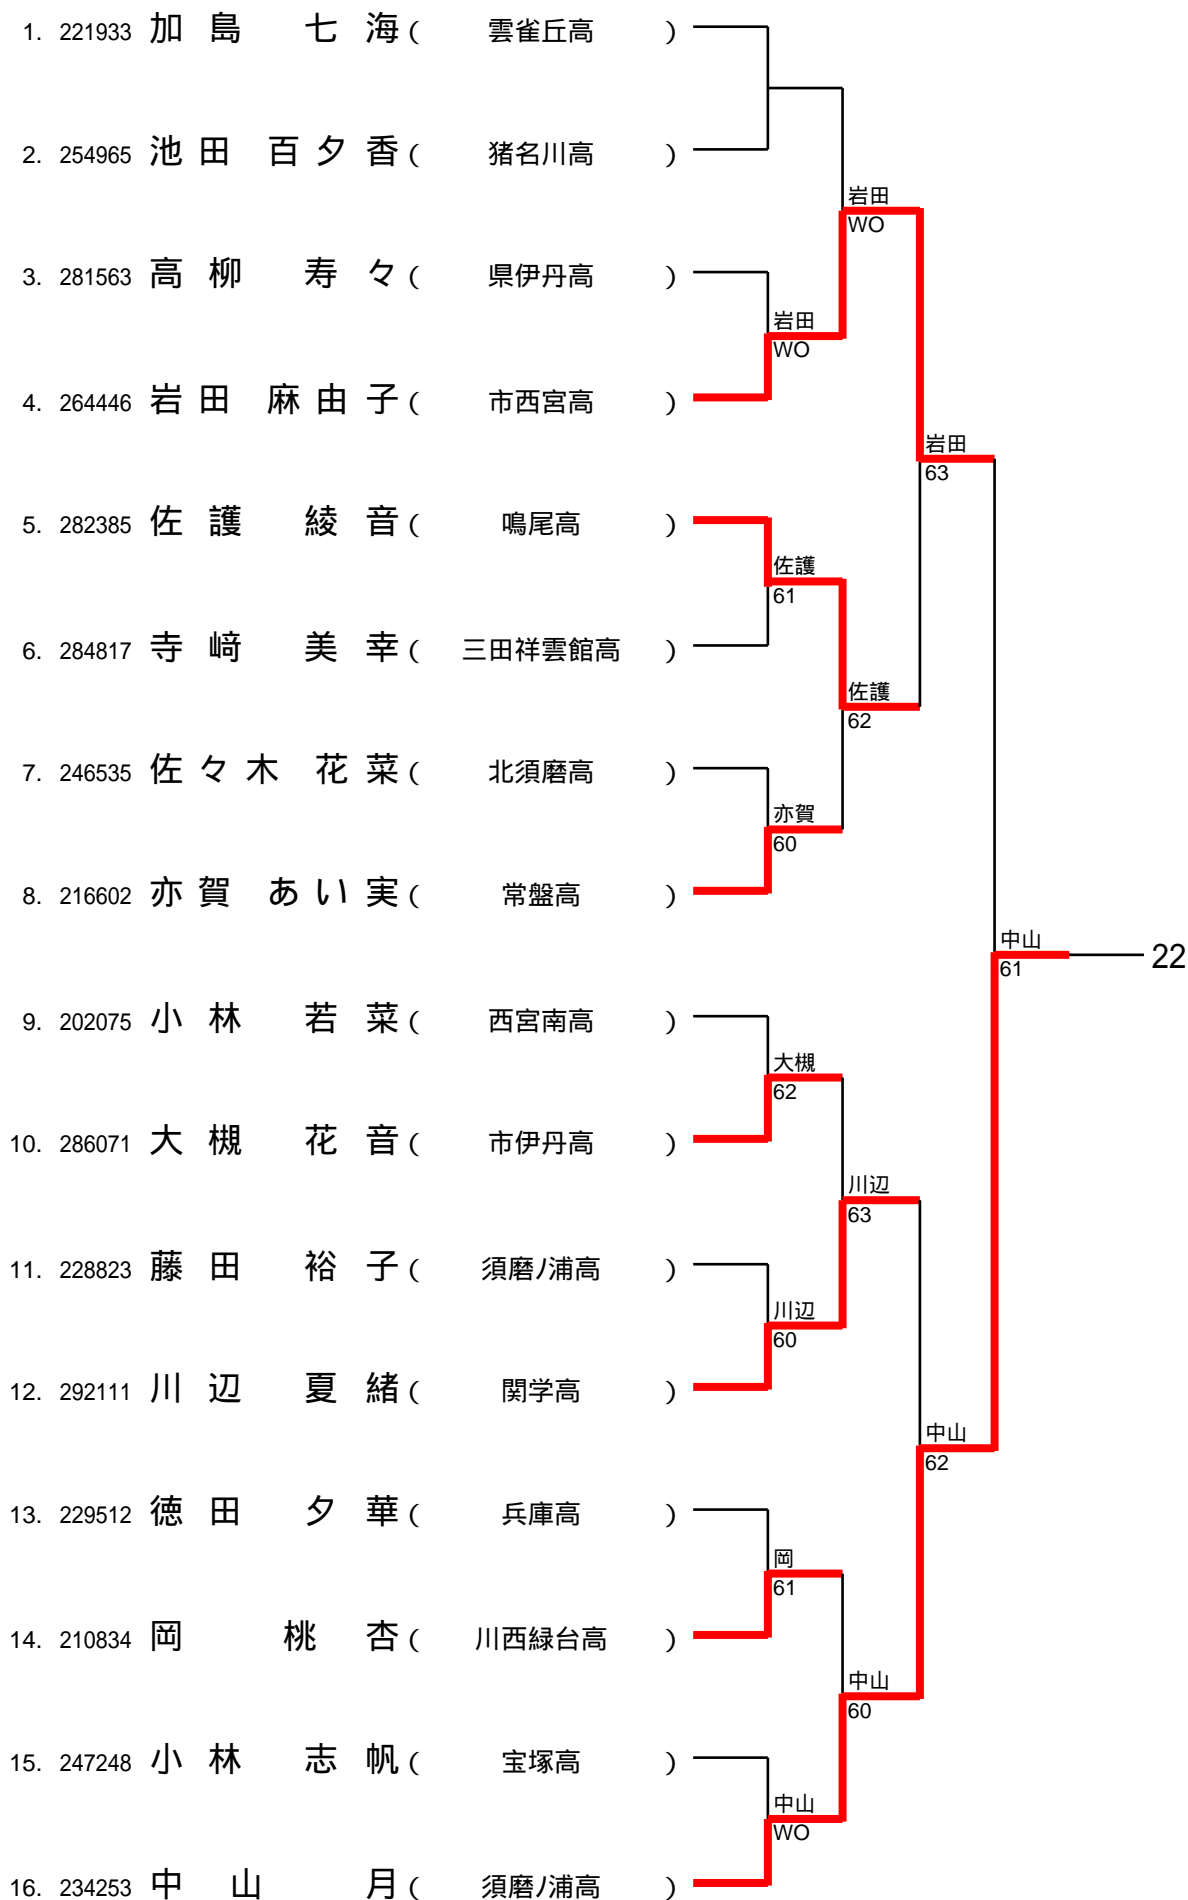 1. 221933 加島 七海 ( 雲雀丘高 )
2. 254965 池田 百夕香 ( 猪名川高 )
岩田
WO
3. 281563 高柳 寿々 ( 県伊丹高 )
岩田
WO
4. 264446 岩田 麻由子 ( 市西宮高 )
岩田
63
5. 282385 佐護 綾音 ( 鳴尾高 )
佐護
61
6. 284817 寺﨑 美幸 ( 三田祥雲館高 )
佐護
62
7. 246535 佐々木 花菜 ( 北須磨高 )
亦賀
60
8. 216602 亦賀 あい実 ( 常盤高 )
中山
61
22
9. 202075 小林 若菜 ( 西宮南高 )
大槻
62
10. 286071 大槻 花音 ( 市伊丹高 )
川辺
63
11. 228823 藤田 裕子 ( 須磨ノ浦高 )
川辺
60
12. 292111 川辺 夏緒 ( 関学高 )
中山
62
13. 229512 徳田 夕華 ( 兵庫高 )
岡
61
14. 210834 岡 桃杏 ( 川西緑台高 )
中山
60
15. 247248 小林 志帆 ( 宝塚高 )
中山
WO
16. 234253 中山 月 ( 須磨ノ浦高 )